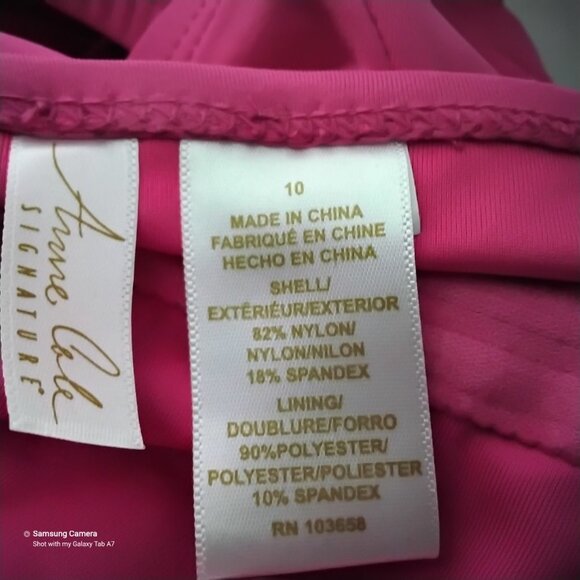 Anne Cole
SIGNATURE®
10
MADE IN CHINA
FABRIQUÉ EN CHINE
HECHO EN CHINA
SHELL/
EXTÉRIEUR/EXTERIOR
82% NYLON/
NYLON/NILON
18% SPANDEX
LINING/
DOUBLURE/FORRO
90%POLYESTER/
POLYESTER/POLIESTER
10% SPANDEX
RN 103658
Samsung Camera
Shot with my Galaxy Tab A7